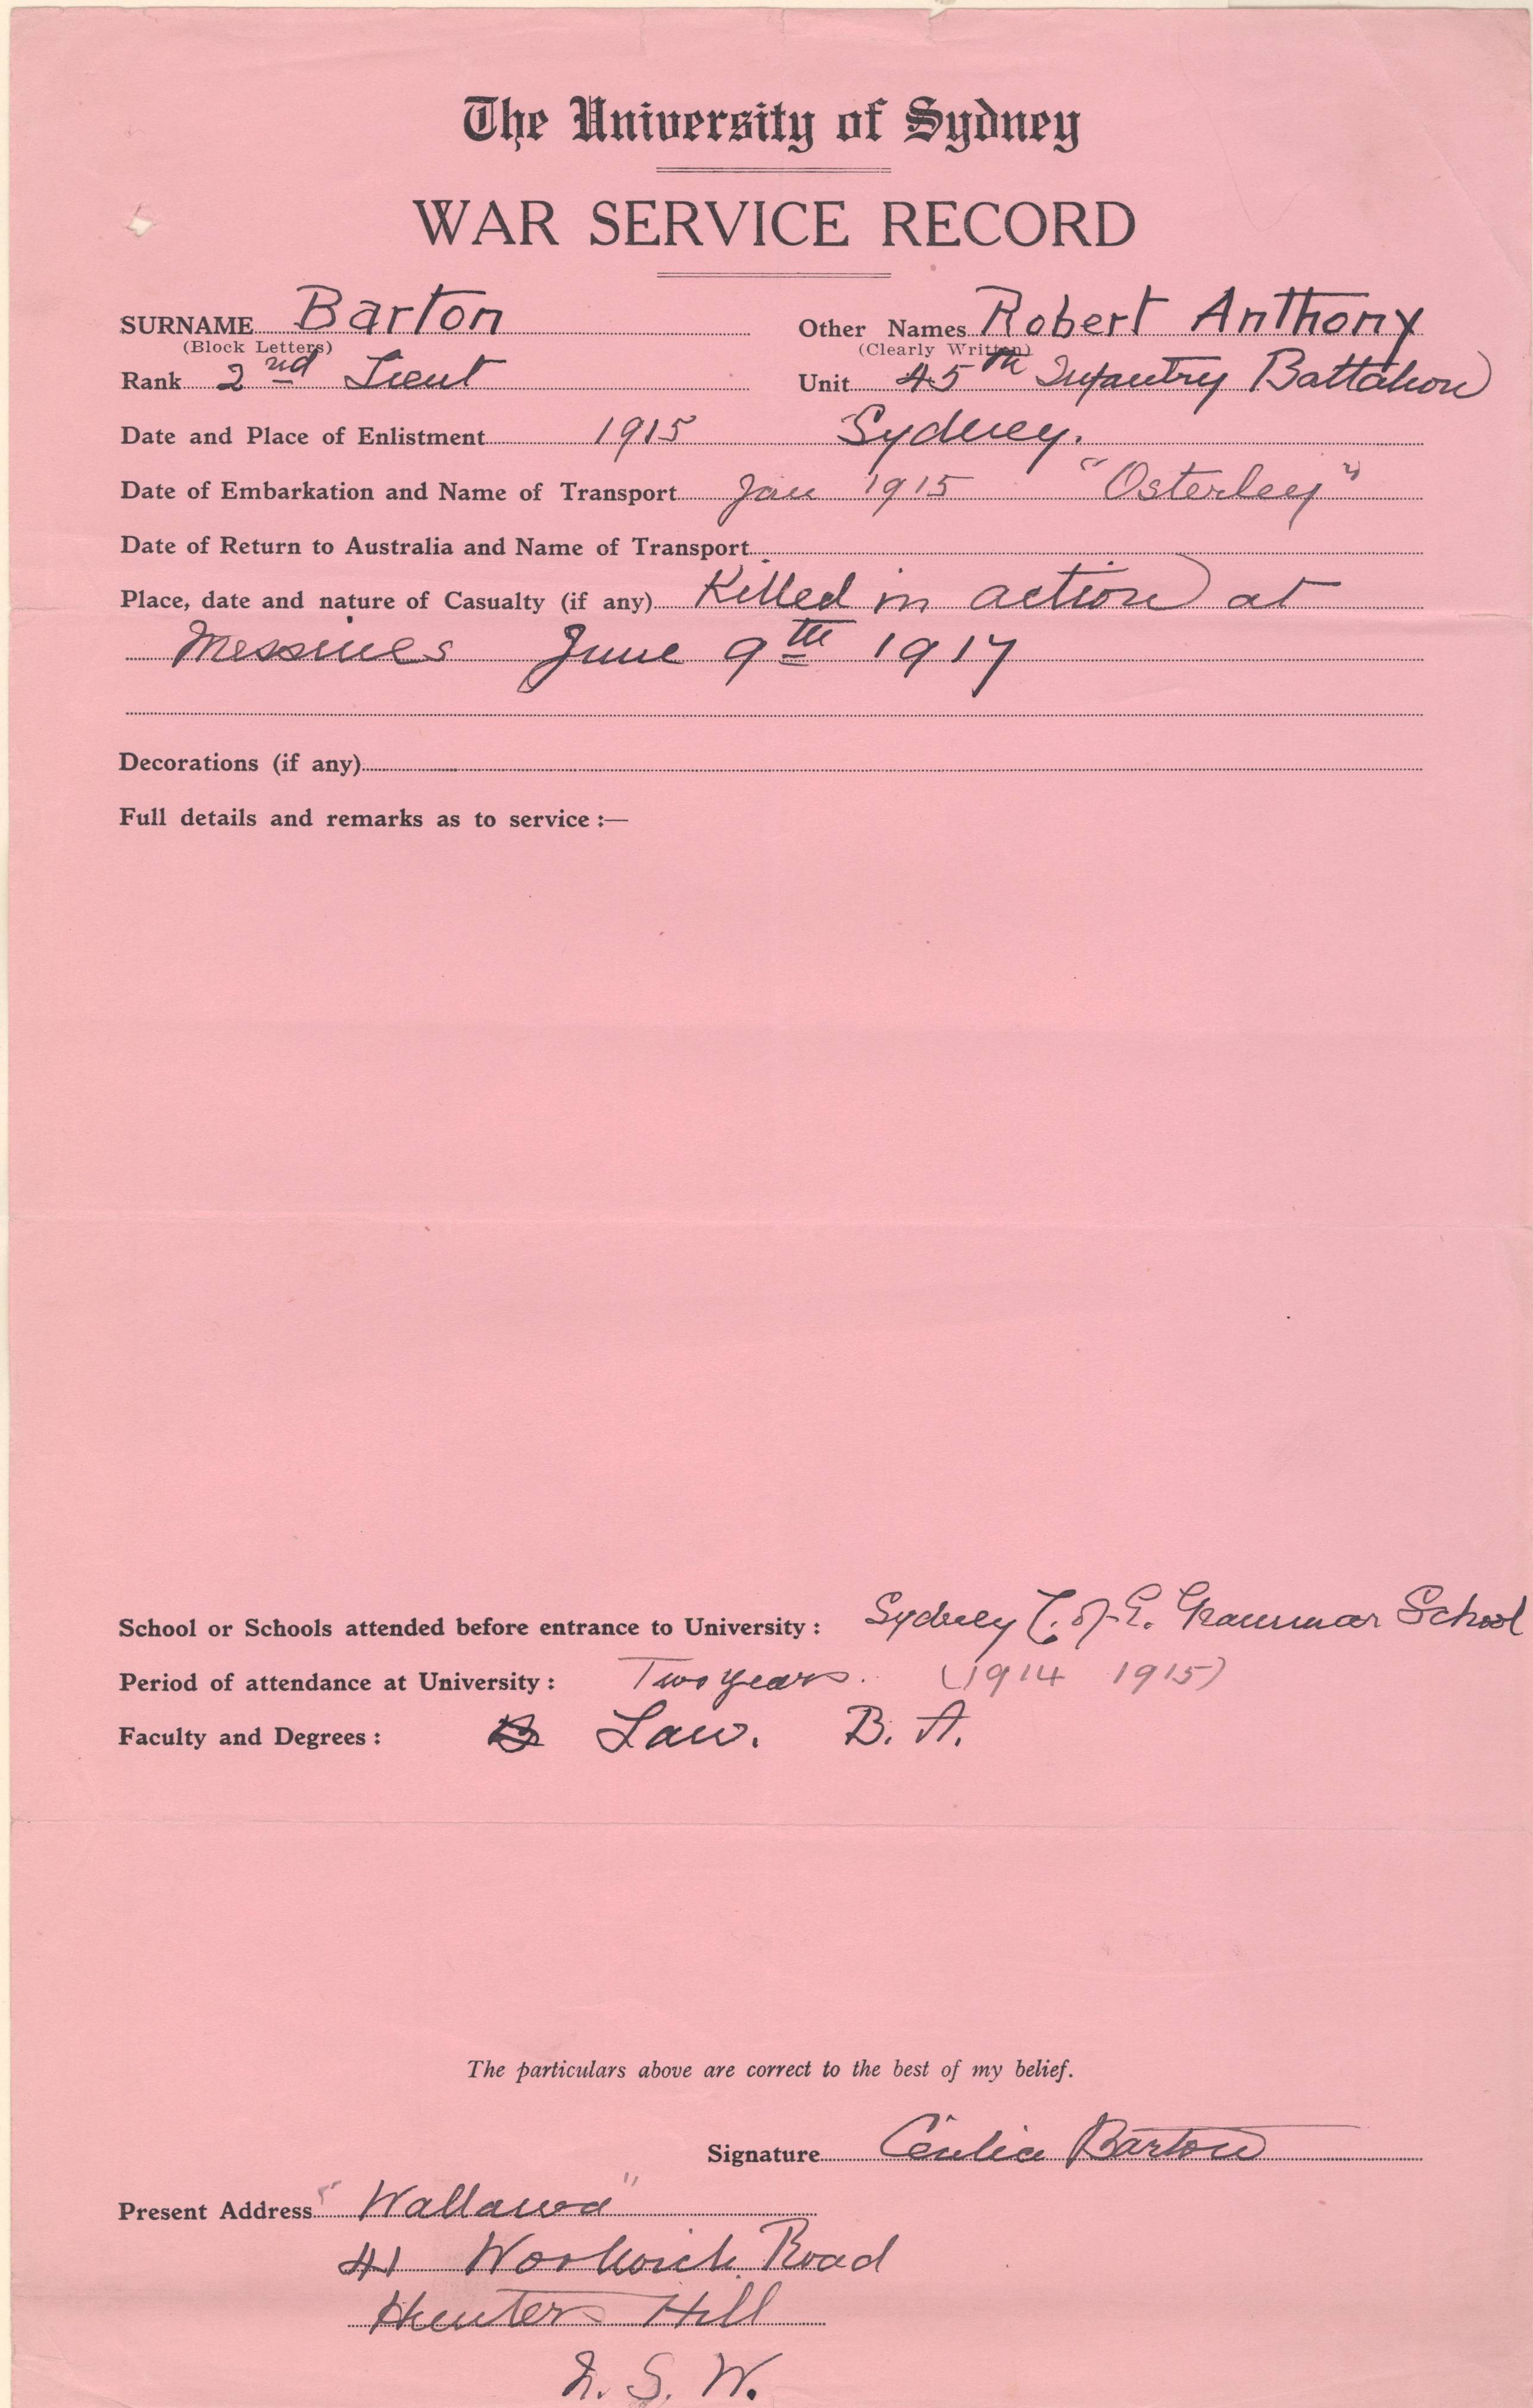 The University of Sydney
WAR SERVICE RECORD
SURNAME Barton Other Names Robert Anthony
(Block Letters) (Clearly Written)
Rank 2nd Lieut Unit 45th Infantry Battalion
Date and Place of Enlistment 1915 Sydney.
Date of Embarkation and Name of Transport Jan 1915 "Osterley"
Date of Return to Australia and Name of Transport
Place, date and nature of Casualty (if any) Killed in action at
Messines June 9th 1917
Decorations (if any)
Full details and remarks as to service :—
School or Schools attended before entrance to University : Sydney C. of E. Grammar School
Period of attendance at University : Two years. (1914 1915)
Faculty and Degrees : Law. B. A.
The particulars above are correct to the best of my belief.
Signature Cecilia Barton
Present Address "Wallawa"
41 Woolwich Road
Hunters Hill
N. S. W.